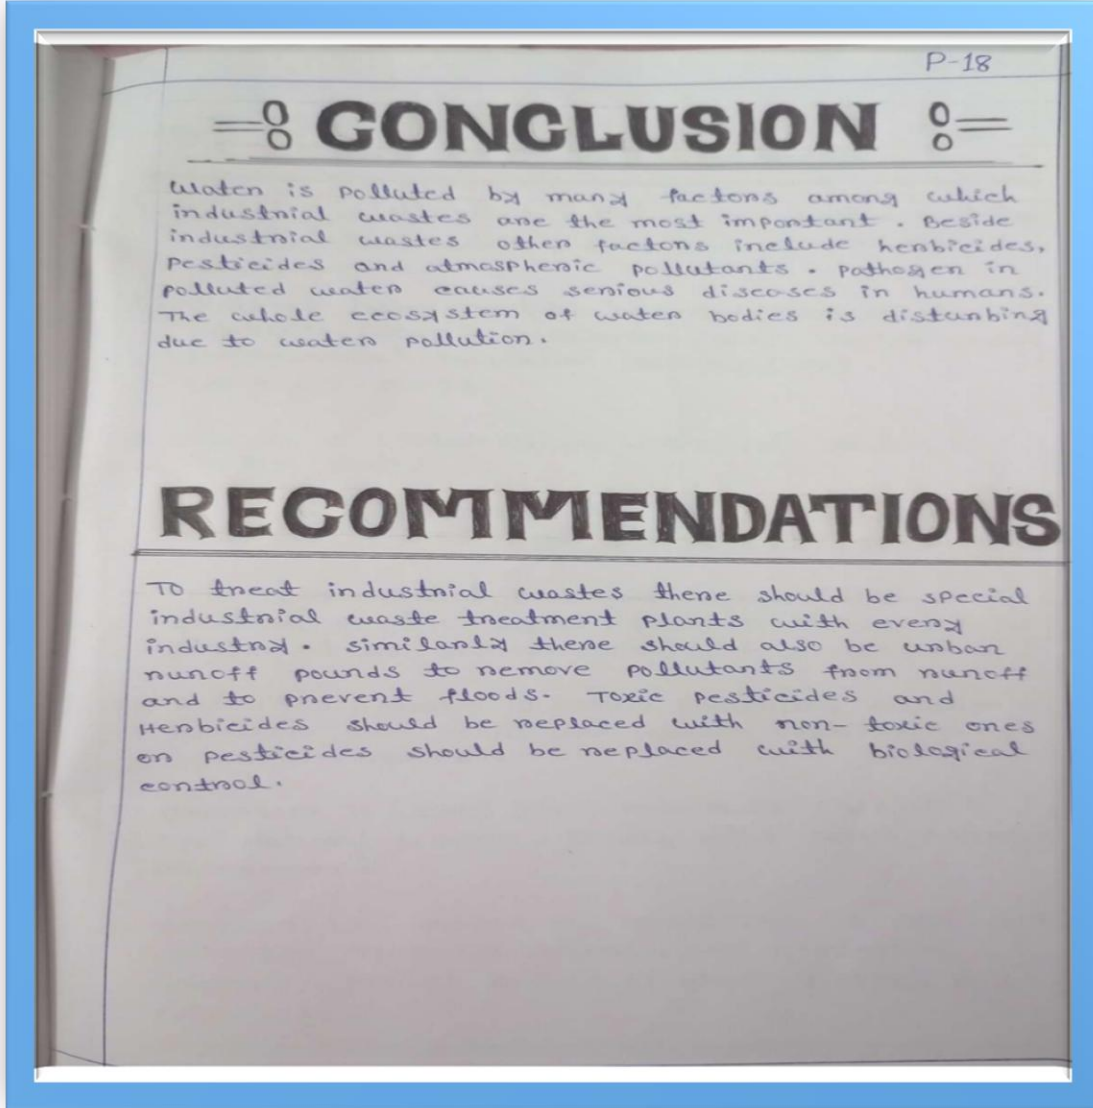 P-18
CONCLUSION
Water is polluted by many factors among which
industrial wastes are the most important. Beside
industrial wastes other factors include herbicides,
Pesticides and atmospheric pollutants. Pathogen in
polluted water causes serious diseases in humans.
The whole ecosystem of water bodies is disturbing
due to water pollution.
RECOMMENDATIONS
To treat industrial wastes there should be special
industrial waste treatment plants with every
industry. Similarly there should also be urban
runoff pounds to remove pollutants from runoff
and to prevent floods. Toxic pesticides and
Herbicides should be replaced with non-toxic ones
or pesticides should be replaced with biological
control.